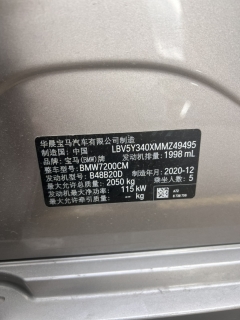 华晨宝马汽车有限公司制造
制造国：中国 LBV5Y340XMMZ49495
品牌：宝马(BMW)牌 发动机排量：1998 mL
整车型号：BMW7200CM
发动机型号：B48B20D 制造年月：2020-12
最大允许总质量：2050 kg 乘坐人数：5
发动机最大净功率：115 kW
最大允许牵引质量：-- kg